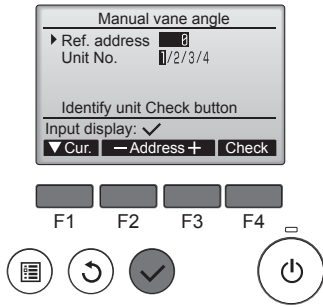 Manual vane angle
Ref. address 0
Unit No. 1/2/3/4
Identify unit Check button
Input display: ✓
▼ Cur. − Address + Check
F1 F2 F3 F4